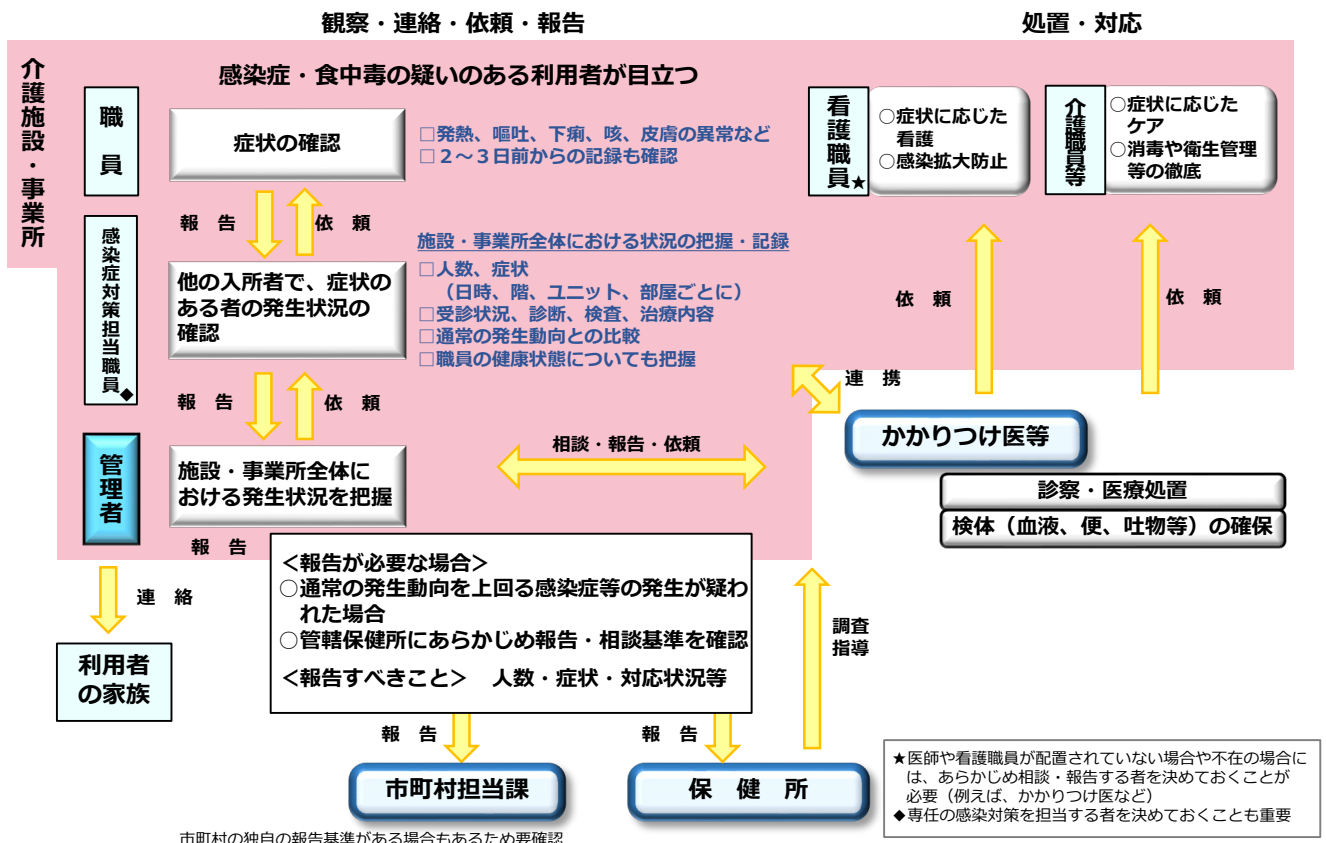 観察・連絡・依頼・報告
処置・対応
介護施設・事業所
感染症・食中毒の疑いのある利用者が目立つ
職員
症状の確認
□発熱、嘔吐、下痢、咳、皮膚の異常など
□２～３日前からの記録も確認
看護職員★
○症状に応じた
看護
○感染拡大防止
介護職員等
○症状に応じた
ケア
○消毒や衛生管理
等の徹底
報 告
依 頼
感染症対策担当職員◆
他の入所者で、症状の
ある者の発生状況の
確認
施設・事業所全体における状況の把握・記録
□人数、症状
（日時、階、ユニット、部屋ごとに）
□受診状況、診断、検査、治療内容
□通常の発生動向との比較
□職員の健康状態についても把握
依 頼
依 頼
報 告
依 頼
連 携
かかりつけ医等
診察・医療処置
検体（血液、便、吐物等）の確保
管理者
施設・事業所全体に
おける発生状況を把握
相談・報告・依頼
報 告
＜報告が必要な場合＞
○通常の発生動向を上回る感染症等の発生が疑わ
れた場合
○管轄保健所にあらかじめ報告・相談基準を確認
＜報告すべきこと＞　人数・症状・対応状況等
連 絡
利用者
の家族
調査
指導
報 告
報 告
市町村担当課
保 健 所
★医師や看護職員が配置されていない場合や不在の場合に
は、あらかじめ相談・報告する者を決めておくことが
必要（例えば、かかりつけ医など）
◆専任の感染対策を担当する者を決めておくことも重要
市町村の独自の報告基準がある場合もあるため要確認